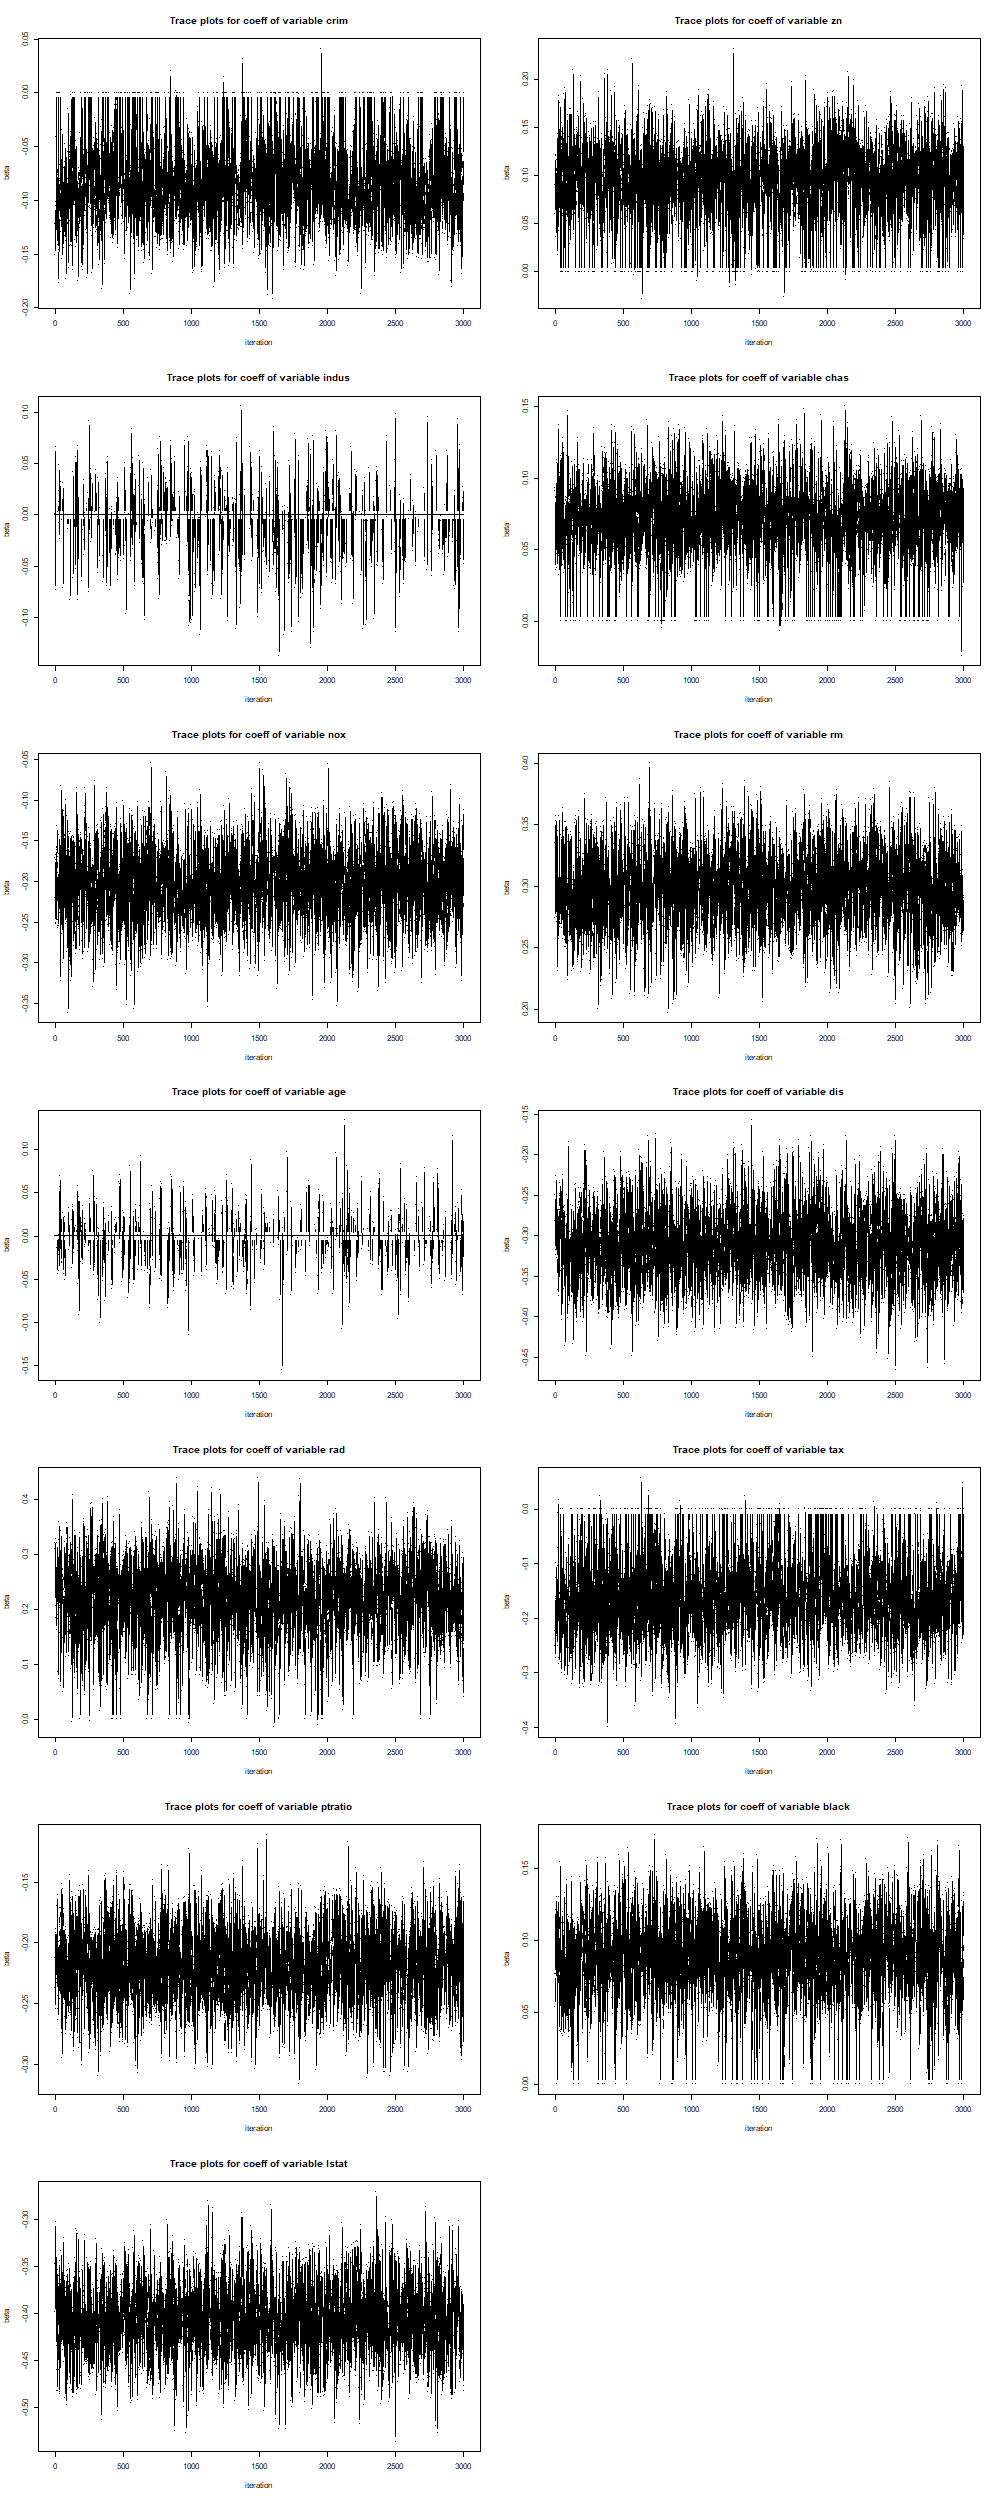 Trace plots for coeff of variable crim
beta
0.05
0.00
-0.05
-0.10
-0.15
-0.20
0 500 1000 1500 2000 2500 3000
iteration
Trace plots for coeff of variable zn
beta
0.20
0.15
0.10
0.05
0.00
0 500 1000 1500 2000 2500 3000
iteration
Trace plots for coeff of variable indus
beta
0.10
0.05
0.00
-0.05
-0.10
0 500 1000 1500 2000 2500 3000
iteration
Trace plots for coeff of variable chas
beta
0.15
0.10
0.05
0.00
0 500 1000 1500 2000 2500 3000
iteration
Trace plots for coeff of variable nox
beta
-0.05
-0.10
-0.15
-0.20
-0.25
-0.30
-0.35
0 500 1000 1500 2000 2500 3000
iteration
Trace plots for coeff of variable rm
beta
0.40
0.35
0.30
0.25
0.20
0 500 1000 1500 2000 2500 3000
iteration
Trace plots for coeff of variable age
beta
0.10
0.05
0.00
-0.05
-0.10
-0.15
0 500 1000 1500 2000 2500 3000
iteration
Trace plots for coeff of variable dis
beta
-0.15
-0.20
-0.25
-0.30
-0.35
-0.40
-0.45
0 500 1000 1500 2000 2500 3000
iteration
Trace plots for coeff of variable rad
beta
0.4
0.3
0.2
0.1
0.0
0 500 1000 1500 2000 2500 3000
iteration
Trace plots for coeff of variable tax
beta
0.0
-0.1
-0.2
-0.3
-0.4
0 500 1000 1500 2000 2500 3000
iteration
Trace plots for coeff of variable ptratio
beta
-0.15
-0.20
-0.25
-0.30
0 500 1000 1500 2000 2500 3000
iteration
Trace plots for coeff of variable black
beta
0.15
0.10
0.05
0.00
0 500 1000 1500 2000 2500 3000
iteration
Trace plots for coeff of variable lstat
beta
-0.30
-0.35
-0.40
-0.45
-0.50
0 500 1000 1500 2000 2500 3000
iteration